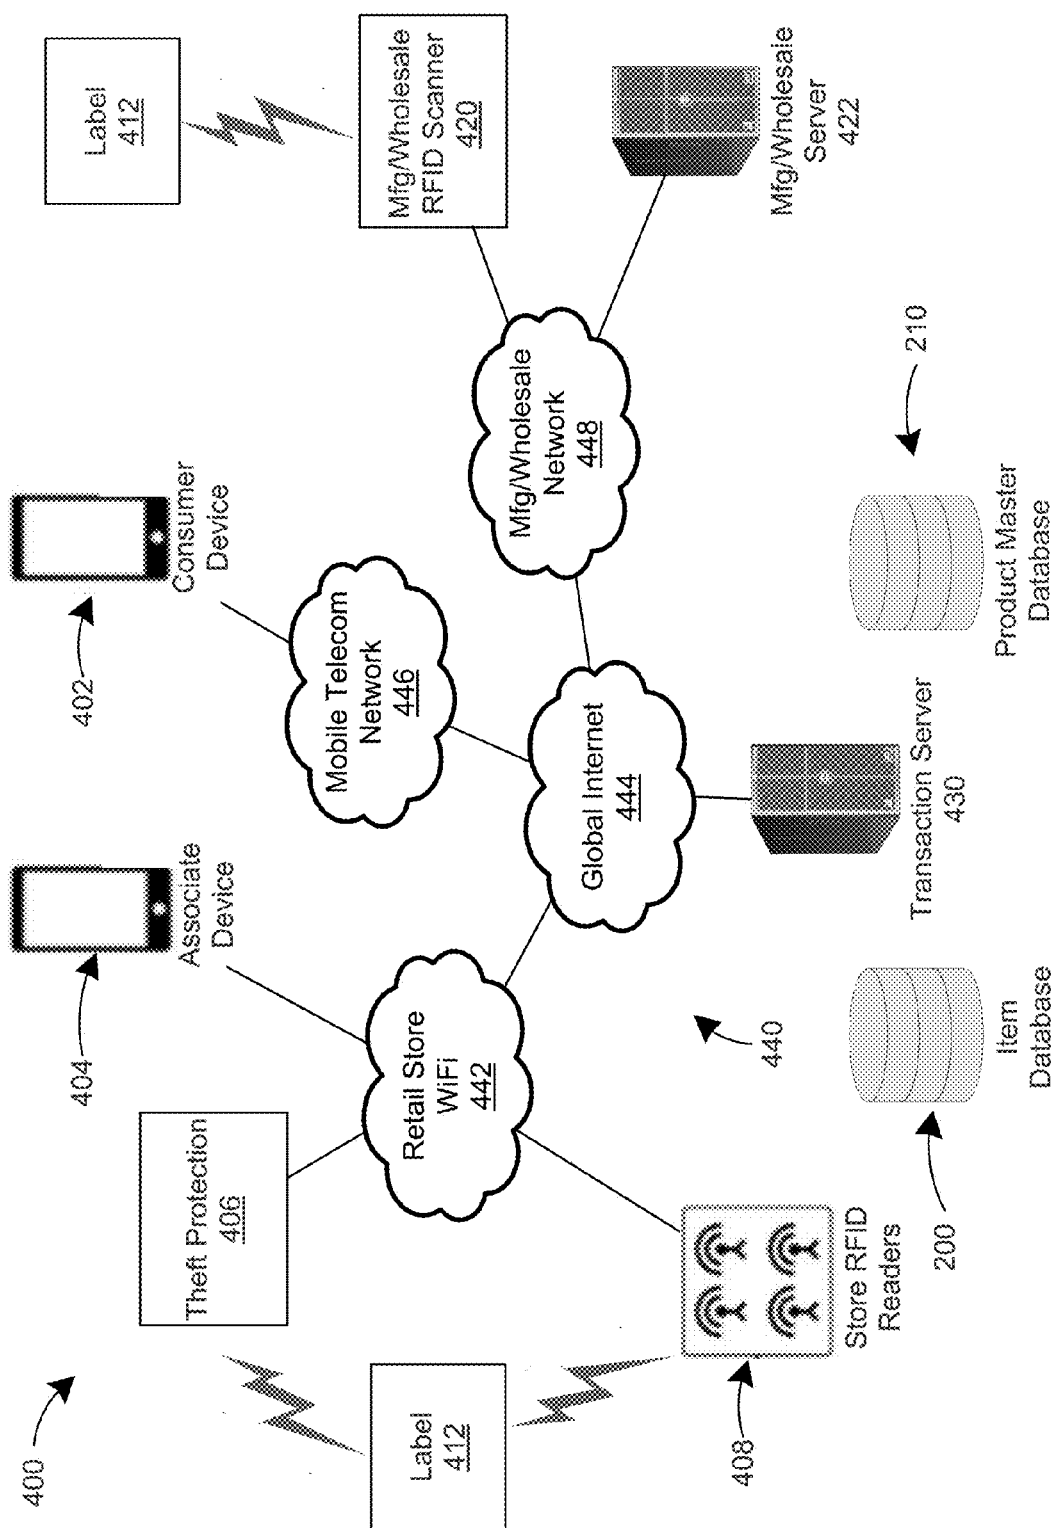 400
Label
412
Theft Protection
406
404
Associate
Device
402
Consumer
Device
Label
412
Mfg/Wholesale
RFID Scanner
420
Retail Store
WiFi
442
Mobile Telecom
Network
446
Global Internet
444
Mfg/Wholesale
Network
448
Mfg/Wholesale
Server
422
408
Store RFID
Readers
440
Transaction Server
430
200
Item
Database
210
Product Master
Database